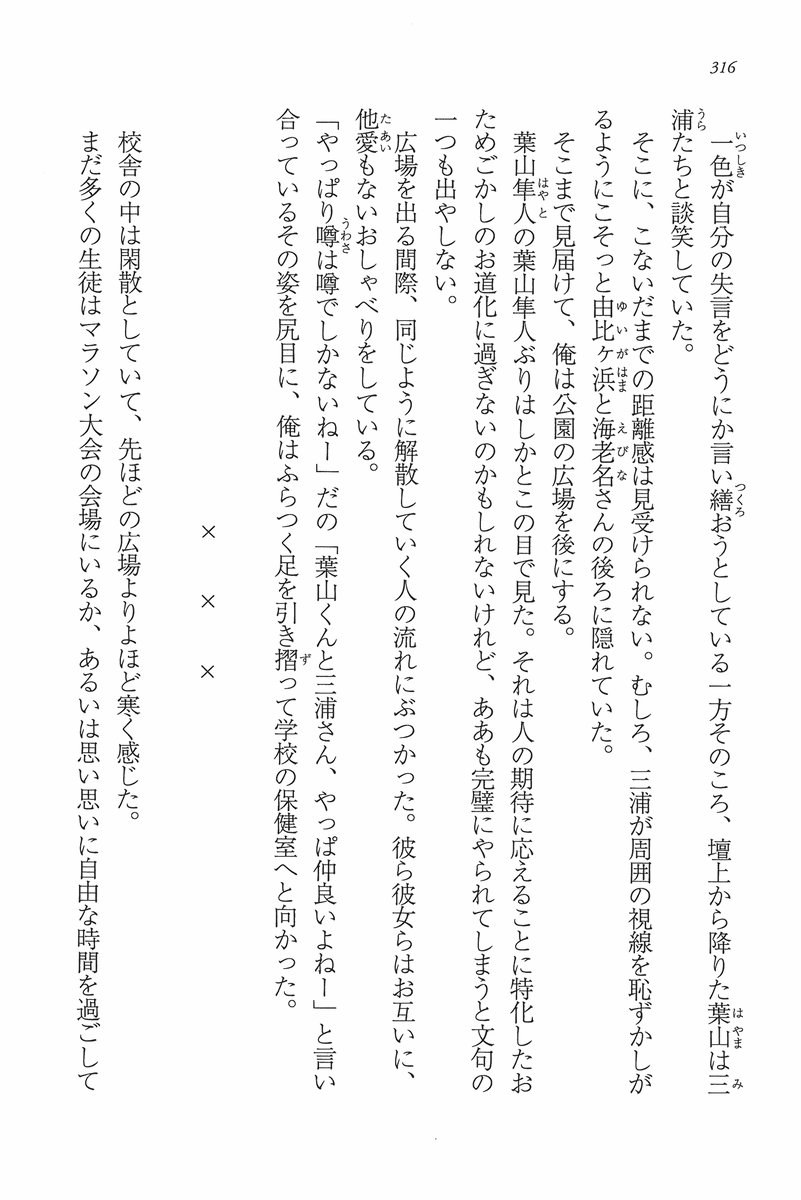 316
一色が自分の失言をどうにか言い繕おうとしている一方そのころ、壇上から降りた葉山は三
浦たちと談笑していた。
そこに、こないだまでの距離感は見受けられない。むしろ、三浦が周囲の視線を恥ずかしが
るようにこそっと由比ヶ浜と海老名さんの後ろに隠れていた。
そこまで見届けて、俺は公園の広場を後にする。
葉山隼人の葉山隼人ぶりはしかとこの目で見た。それは人の期待に応えることに特化したお
ためごかしのお道化に過ぎないのかもしれないけれど、ああも完璧にやられてしまうと文句の
一つも出やしない。
広場を出る間際、同じように解散していく人の流れにぶつかった。彼ら彼女らはお互いに、
他愛もないおしゃべりをしている。
「やっぱり噂は噂でしかないねー」だの「葉山くんと三浦さん、やっぱ仲良いよねー」と言い
合っているその姿を尻目に、俺はふらつく足を引き摺って学校の保健室へと向かった。
× × ×
校舎の中は閑散としていて、先ほどの広場よりよほど寒く感じた。
まだ多くの生徒はマラソン大会の会場にいるか、あるいは思い思いに自由な時間を過ごして